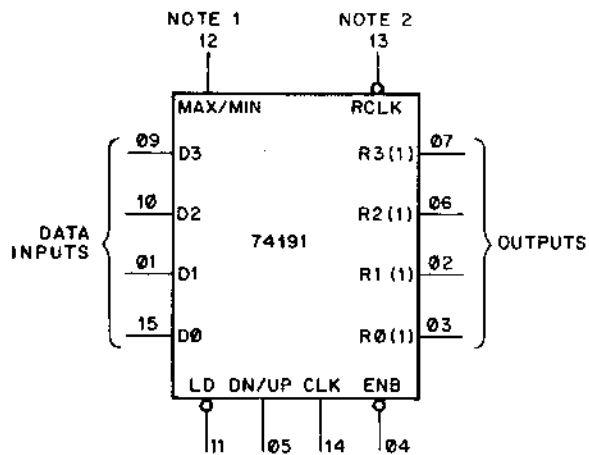 NOTE 1
12
NOTE 2
13
MAX/MIN
RCLK
09
D3
R3(1)
07
10
D2
R2(1)
06
DATA
INPUTS
74191
OUTPUTS
01
D1
R1(1)
02
15
D0
R0(1)
03
LD DN/UP CLK ENB
11
05
14
04